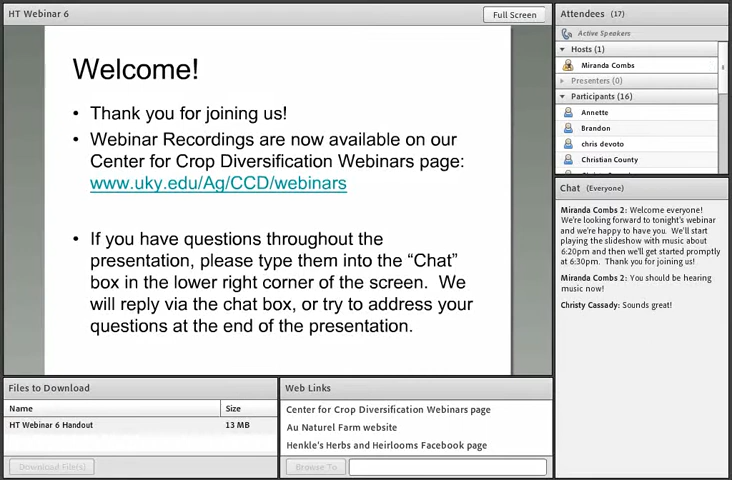 HT Webinar 6
Full Screen
Welcome!
• Thank you for joining us!
• Webinar Recordings are now available on our
Center for Crop Diversification Webinars page:
www.uky.edu/Ag/CCD/webinars
• If you have questions throughout the
presentation, please type them into the “Chat”
box in the lower right corner of the screen. We
will reply via the chat box, or try to address your
questions at the end of the presentation.
Files to Download
Name Size
HT Webinar 6 Handout 13 MB
Download File(s)
Web Links
Center for Crop Diversification Webinars page
Au Naturel Farm website
Henkle's Herbs and Heirlooms Facebook page
Browse To
Attendees (17)
Active Speakers
Hosts (1)
Miranda Combs
Presenters (0)
Participants (16)
Annette
Brandon
chris devoto
Christian County
Chat (Everyone)
Miranda Combs 2: Welcome everyone!
We're looking forward to tonight's webinar
and we're happy to have you. We'll start
playing the slideshow with music about
6:20pm and then we'll get started promptly
at 6:30pm. Thank you for joining us!
Miranda Combs 2: You should be hearing
music now!
Christy Cassady: Sounds great!